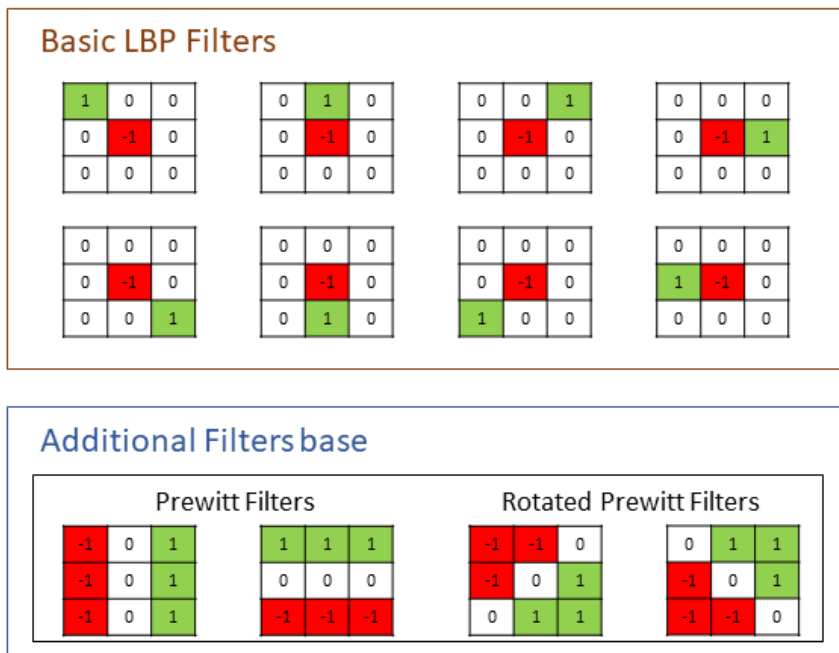 Basic LBP Filters
1 0 0 0 1 0 0 0 1 0 0 0
0 -1 0 0 -1 0 0 -1 0 0 -1 1
0 0 0 0 0 0 0 0 0 0 0 0
0 0 0 0 0 0 0 0 0 0 0 0
0 -1 0 0 -1 0 0 -1 0 1 -1 0
0 0 1 0 1 0 1 0 0 0 0 0
Additional Filters base
Prewitt Filters Rotated Prewitt Filters
-1 0 1 1 1 1 -1 -1 0 0 1 1
-1 0 1 0 0 0 -1 0 1 -1 0 1
-1 0 1 -1 -1 -1 0 1 1 -1 -1 0